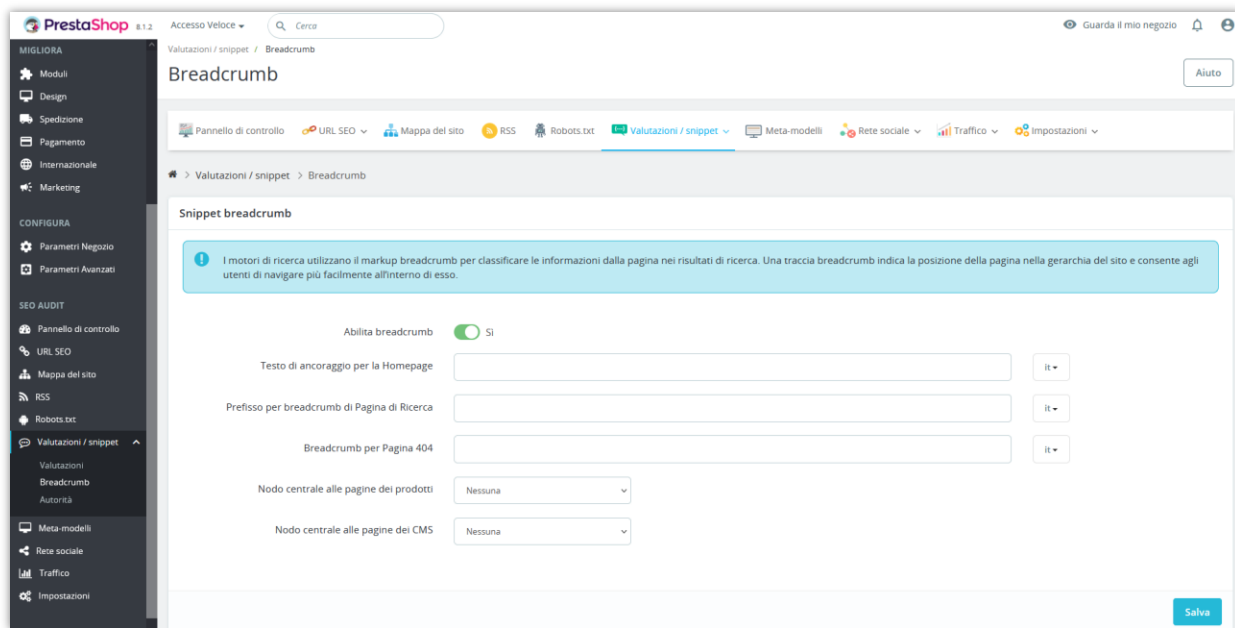 PrestaShop 8.1.2
Accesso Veloce
Cerca
Guarda il mio negozio
MIGLIORA
Moduli
Design
Spedizione
Pagamento
Internazionale
Marketing
CONFIGURA
Parametri Negozio
Parametri Avanzati
SEO AUDIT
Pannello di controllo
URL SEO
Mappa del sito
RSS
Robots.txt
Valutazioni / snippet
Valutazioni
Breadcrumb
Autorità
Meta-modelli
Rete sociale
Traffico
Impostazioni
Valutazioni / snippet / Breadcrumb
Breadcrumb
Aiuto
Pannello di controllo URL SEO Mappa del sito RSS Robots.txt Valutazioni / snippet Meta-modelli Rete sociale Traffico Impostazioni
> Valutazioni / snippet > Breadcrumb
Snippet breadcrumb
I motori di ricerca utilizzano il markup breadcrumb per classificare le informazioni dalla pagina nei risultati di ricerca. Una traccia breadcrumb indica la posizione della pagina nella gerarchia del sito e consente agli
utenti di navigare più facilmente all'interno di esso.
Abilita breadcrumb Sì
Testo di ancoraggio per la Homepage it
Prefisso per breadcrumb di Pagina di Ricerca it
Breadcrumb per Pagina 404 it
Nodo centrale alle pagine dei prodotti Nessuna
Nodo centrale alle pagine dei CMS Nessuna
Salva